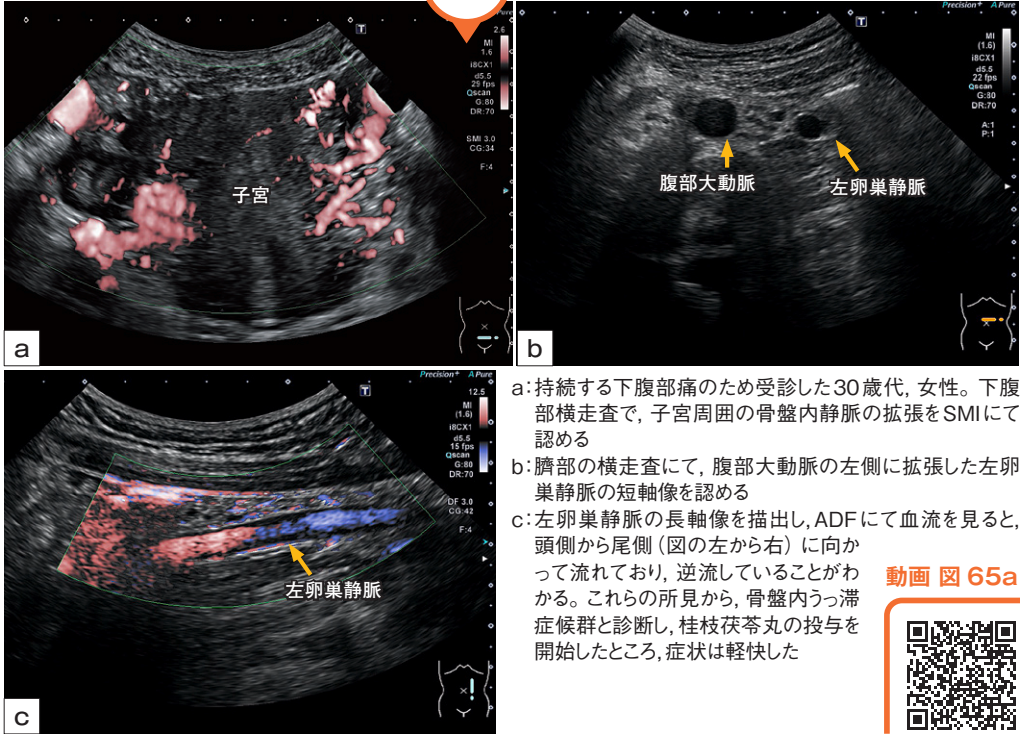 T
2.6
MI
1.6
i8CX1
d5.5
29 fps
Qscan
G:80
DR:70
SMI 3.0
CG:34
F:4
子宮
a
Precision+ A Pure
T
MI
(1.6)
i8CX1
d5.5
22 fps
Qscan
G:80
DR:70
A:1
P:1
腹部大動脈
左卵巣静脈
b
Precision+ A Pure
T
12.5
MI
(1.6)
i8CX1
d5.5
15 fps
Qscan
G:80
DR:70
DF 3.0
CG:42
F:4
左卵巣静脈
c
a:持続する下腹部痛のため受診した30歳代,女性。下腹
部横走査で,子宮周囲の骨盤内静脈の拡張をSMIにて
認める
b:臍部の横走査にて,腹部大動脈の左側に拡張した左卵
巣静脈の短軸像を認める
c:左卵巣静脈の長軸像を描出し,ADFにて血流を見ると,
頭側から尾側(図の左から右)に向か
って流れており,逆流していることがわ
かる。これらの所見から,骨盤内うっ滞
症候群と診断し,桂枝茯苓丸の投与を
開始したところ,症状は軽快した
動画 図 65a